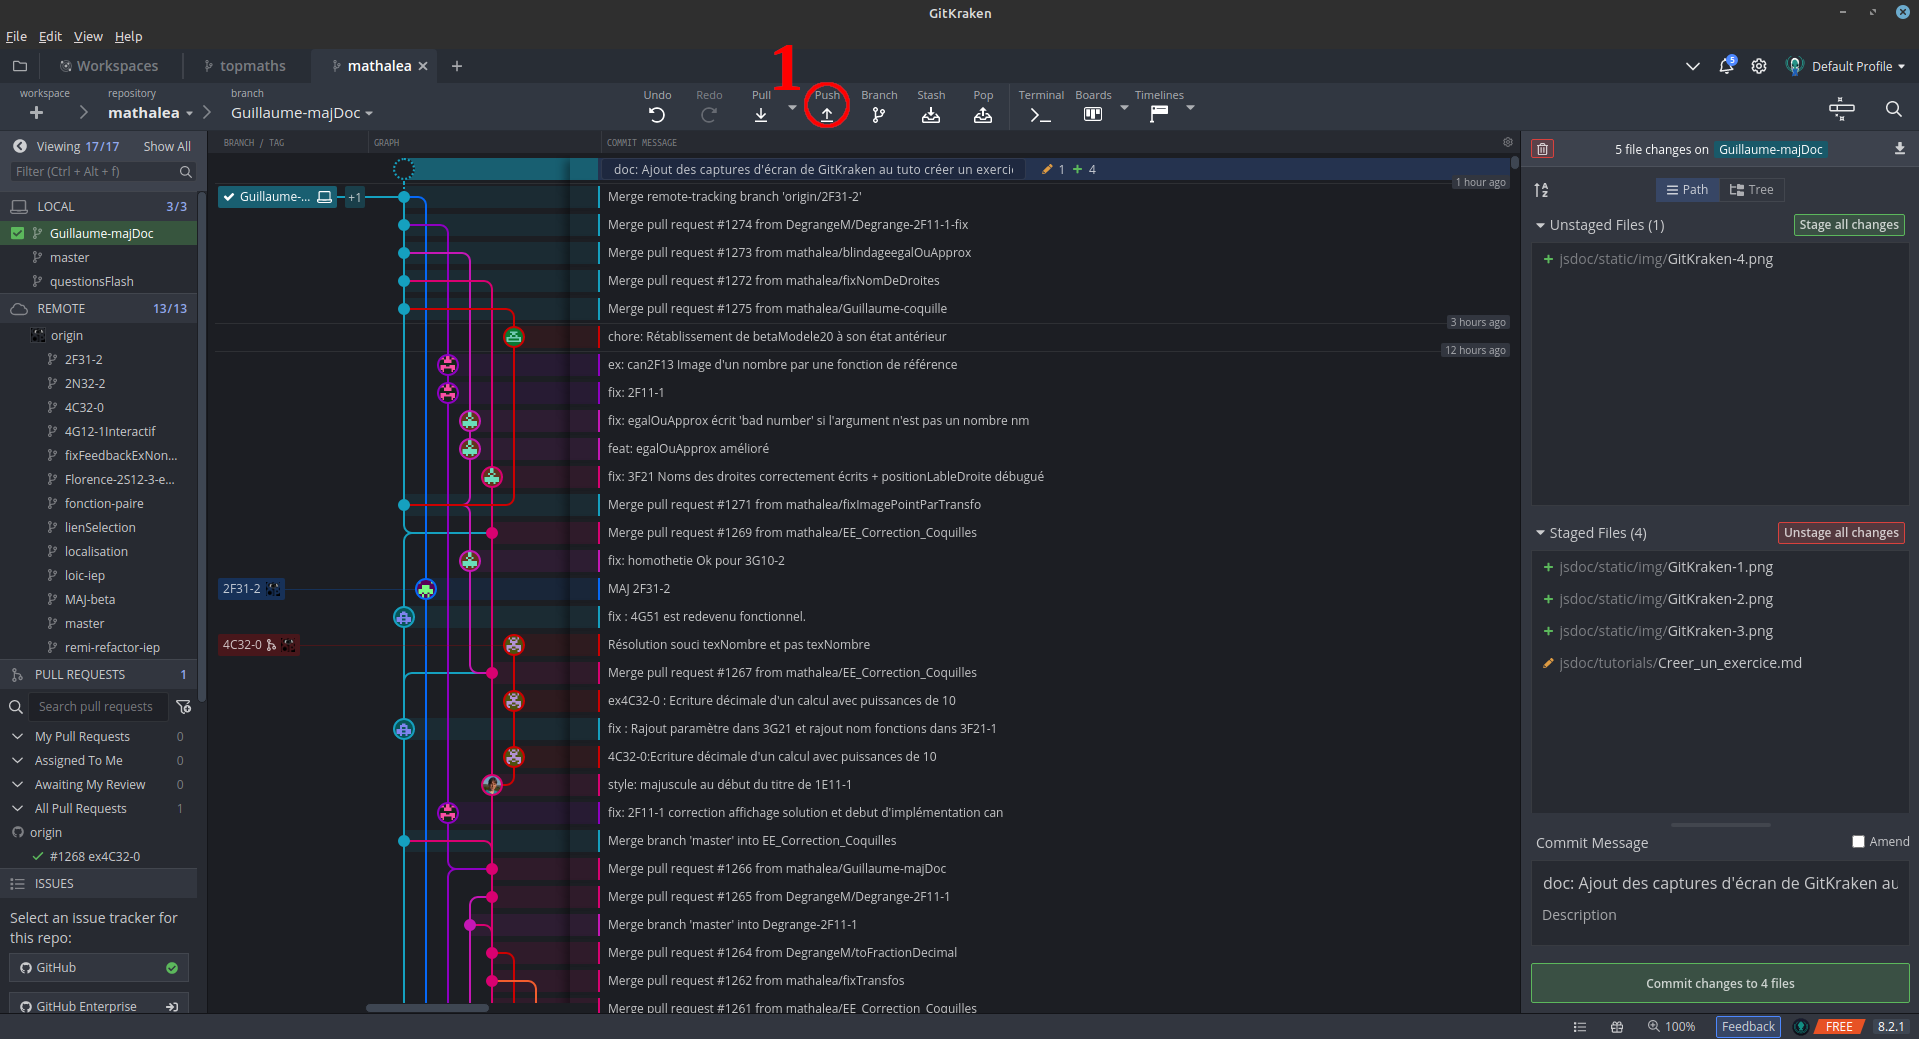 GitKraken
File Edit View Help
Workspaces topmaths mathalea
1
workspace repository branch
mathalea Guillaume-majDoc
Undo Redo Pull Push Branch Stash Pop Terminal Boards Timelines
5 Default Profile
Viewing 17/17 Show All
Filter (Ctrl + Alt + f)
LOCAL 3/3
Guillaume-majDoc
master
questionsFlash
REMOTE 13/13
origin
2F31-2
2N32-2
4C32-0
4G12-1Interactif
fixFeedbackExNon...
Florence-2S12-3-e...
fonction-paire
lienSelection
localisation
loic-iep
MAJ-beta
master
remi-refactor-iep
PULL REQUESTS 1
Search pull requests
My Pull Requests 0
Assigned To Me 0
Awaiting My Review 0
All Pull Requests 1
origin
#1268 ex4C32-0
ISSUES
Select an issue tracker for
this repo:
GitHub
GitHub Enterprise
BRANCH / TAG GRAPH COMMIT MESSAGE
doc: Ajout des captures d'écran de GitKraken au tuto créer un exerci 1 4
1 hour ago
Guillaume-... +1 Merge remote-tracking branch 'origin/2F31-2'
Merge pull request #1274 from DegrangeM/Degrange-2F11-1-fix
Merge pull request #1273 from mathalea/blindageegalOuApprox
Merge pull request #1272 from mathalea/fixNomDeDroites
Merge pull request #1275 from mathalea/Guillaume-coquille
3 hours ago
chore: Rétablissement de betaModele20 à son état antérieur
12 hours ago
ex: can2F13 Image d'un nombre par une fonction de référence
fix: 2F11-1
fix: egalOuApprox écrit 'bad number' si l'argument n'est pas un nombre nm
feat: egalOuApprox amélioré
fix: 3F21 Noms des droites correctement écrits + positionLableDroite débugué
Merge pull request #1271 from mathalea/fixImagePointParTransfo
Merge pull request #1269 from mathalea/EE_Correction_Coquilles
fix: homothetie Ok pour 3G10-2
2F31-2 MAJ 2F31-2
fix : 4G51 est redevenu fonctionnel.
4C32-0 Résolution souci texNombre et pas texNombre
Merge pull request #1267 from mathalea/EE_Correction_Coquilles
ex4C32-0 : Ecriture décimale d'un calcul avec puissances de 10
fix : Rajout paramètre dans 3G21 et rajout nom fonctions dans 3F21-1
4C32-0:Ecriture décimale d'un calcul avec puissances de 10
style: majuscule au début du titre de 1E11-1
fix: 2F11-1 correction affichage solution et debut d'implémentation can
Merge branch 'master' into EE_Correction_Coquilles
Merge pull request #1266 from mathalea/Guillaume-majDoc
Merge pull request #1265 from DegrangeM/Degrange-2F11-1
Merge branch 'master' into Degrange-2F11-1
Merge pull request #1264 from DegrangeM/toFractionDecimal
Merge pull request #1262 from mathalea/fixTransfos
Merge pull request #1261 from mathalea/EE_Correction_Coquilles
5 file changes on Guillaume-majDoc
Path Tree
Unstaged Files (1) Stage all changes
jsdoc/static/img/GitKraken-4.png
Staged Files (4) Unstage all changes
jsdoc/static/img/GitKraken-1.png
jsdoc/static/img/GitKraken-2.png
jsdoc/static/img/GitKraken-3.png
jsdoc/tutorials/Creer_un_exercice.md
Commit Message Amend
doc: Ajout des captures d'écran de GitKraken au
Description
Commit changes to 4 files
100% Feedback FREE 8.2.1